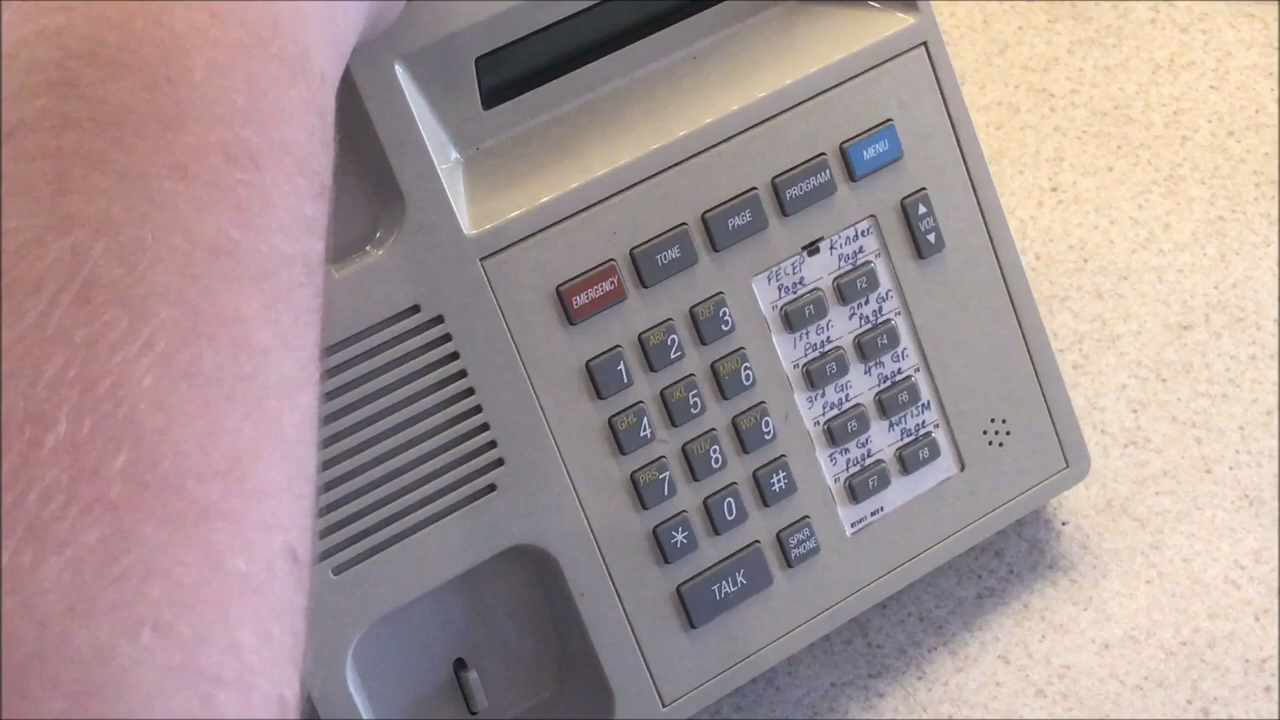 MENU
PROGRAM
PAGE
TONE
EMERGENCY
VOL
FECEP
Page
Kinder.
Page
" "
F1 F2
1st Gr.
Page
2nd Gr.
Page
" "
F3 F4
3rd Gr.
Page
4th Gr.
Page
" "
F5 F6
5th Gr.
Page
AUTISM
Page
" "
F7 F8
1
ABC 2
DEF 3
GHI 4
JKL 5
MNO 6
PRS 7
TUV 8
WXY 9
*
0
#
TALK
SPKR
PHONE